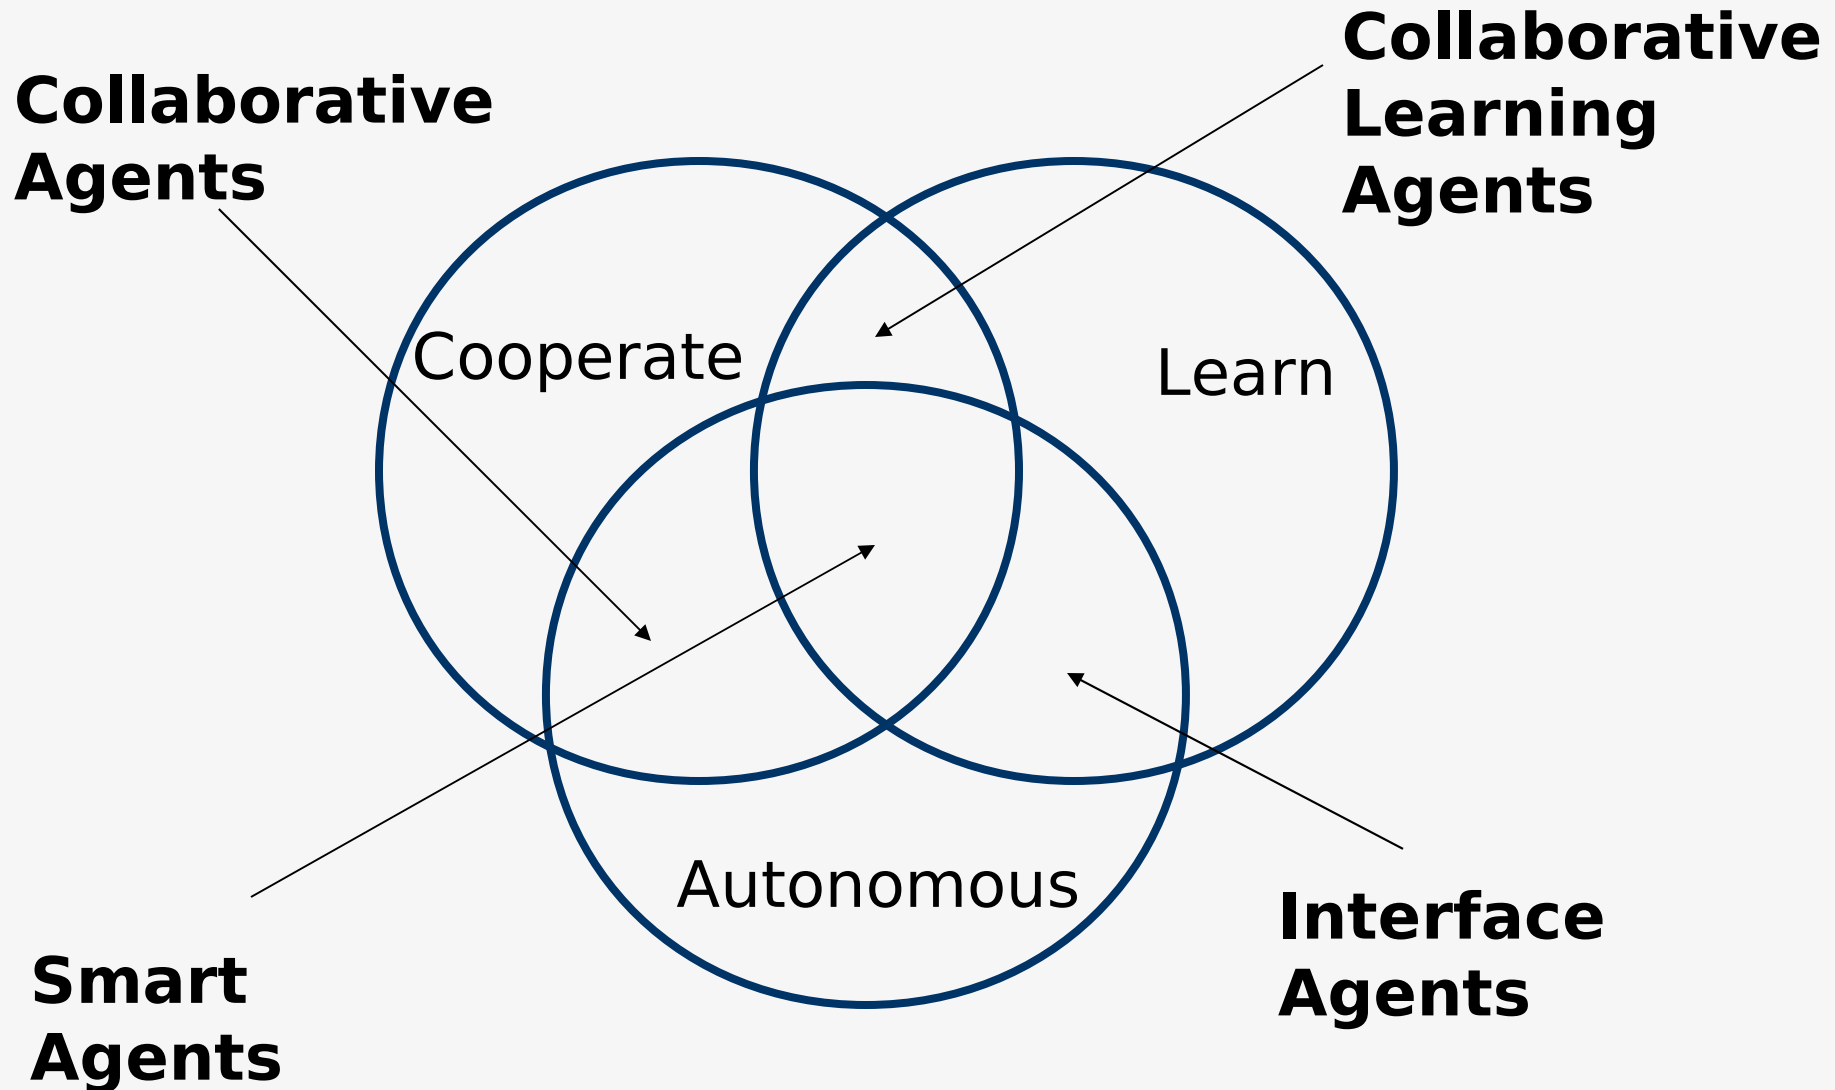 Collaborative
Agents
Collaborative
Learning
Agents
Cooperate
Learn
Autonomous
Smart
Agents
Interface
Agents